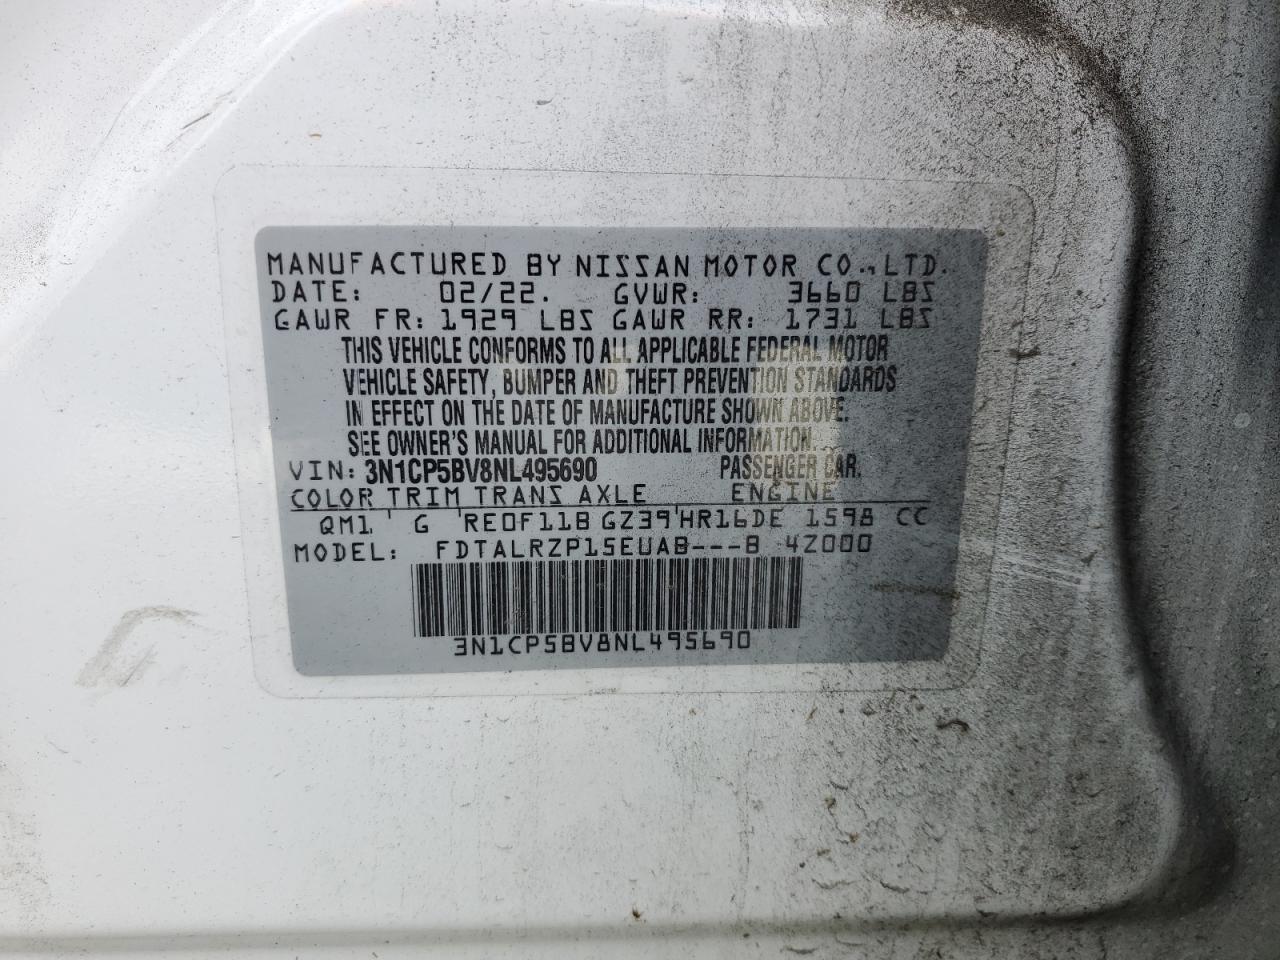 MANUFACTURED BY NISSAN MOTOR CO., LTD.
DATE: 02/22. GVWR: 3660 LBS
GAWR FR: 1929 LBS GAWR RR: 1731 LBS
THIS VEHICLE CONFORMS TO ALL APPLICABLE FEDERAL MOTOR
VEHICLE SAFETY, BUMPER AND THEFT PREVENTION STANDARDS
IN EFFECT ON THE DATE OF MANUFACTURE SHOWN ABOVE.
SEE OWNER'S MANUAL FOR ADDITIONAL INFORMATION.
VIN: 3N1CP5BV8NL495690 PASSENGER CAR.
COLOR TRIM TRANS AXLE ENGINE
QM1 G RE0F11B GZ39 HR16DE 1598 CC
MODEL: FDTALRZP15EUAB---B 4Z000
3N1CP5BV8NL495690